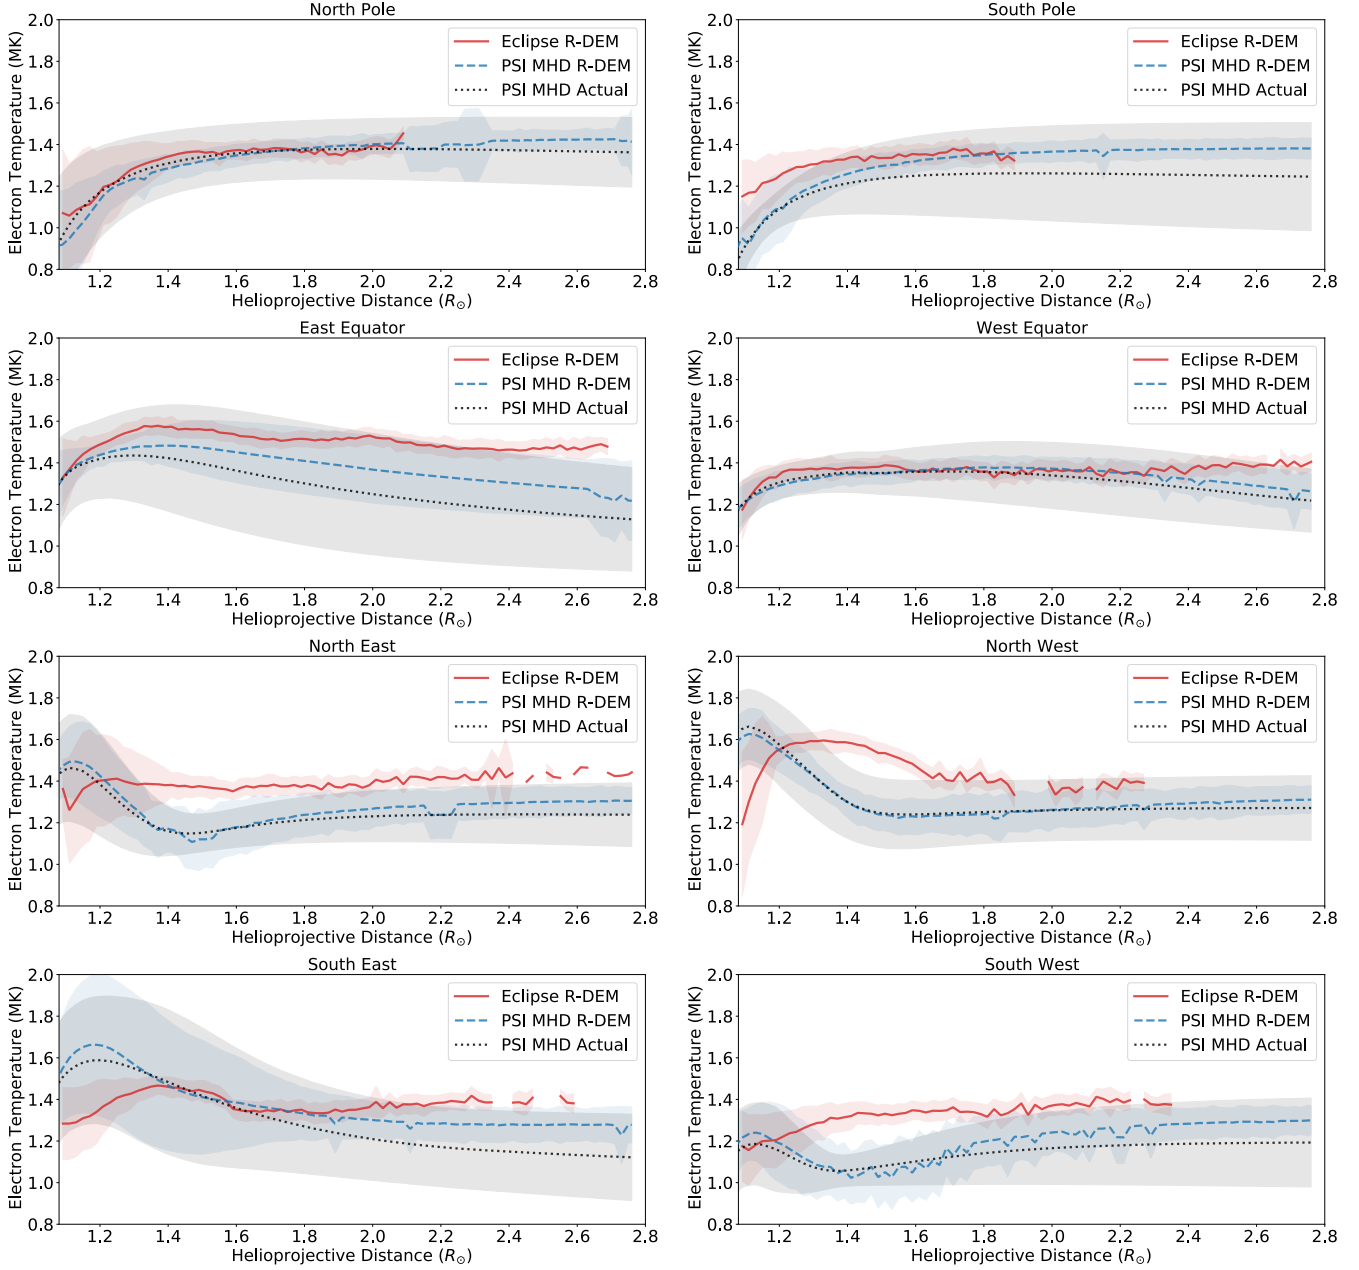 North Pole
Electron Temperature (MK)
2.0
1.8
1.6
1.4
1.2
1.0
0.8
Eclipse R-DEM
PSI MHD R-DEM
PSI MHD Actual
1.2 1.4 1.6 1.8 2.0 2.2 2.4 2.6 2.8
Helioprojective Distance (R☉)
South Pole
Electron Temperature (MK)
2.0
1.8
1.6
1.4
1.2
1.0
0.8
Eclipse R-DEM
PSI MHD R-DEM
PSI MHD Actual
1.2 1.4 1.6 1.8 2.0 2.2 2.4 2.6 2.8
Helioprojective Distance (R☉)
East Equator
Electron Temperature (MK)
2.0
1.8
1.6
1.4
1.2
1.0
0.8
Eclipse R-DEM
PSI MHD R-DEM
PSI MHD Actual
1.2 1.4 1.6 1.8 2.0 2.2 2.4 2.6 2.8
Helioprojective Distance (R☉)
West Equator
Electron Temperature (MK)
2.0
1.8
1.6
1.4
1.2
1.0
0.8
Eclipse R-DEM
PSI MHD R-DEM
PSI MHD Actual
1.2 1.4 1.6 1.8 2.0 2.2 2.4 2.6 2.8
Helioprojective Distance (R☉)
North East
Electron Temperature (MK)
2.0
1.8
1.6
1.4
1.2
1.0
0.8
Eclipse R-DEM
PSI MHD R-DEM
PSI MHD Actual
1.2 1.4 1.6 1.8 2.0 2.2 2.4 2.6 2.8
Helioprojective Distance (R☉)
North West
Electron Temperature (MK)
2.0
1.8
1.6
1.4
1.2
1.0
0.8
Eclipse R-DEM
PSI MHD R-DEM
PSI MHD Actual
1.2 1.4 1.6 1.8 2.0 2.2 2.4 2.6 2.8
Helioprojective Distance (R☉)
South East
Electron Temperature (MK)
2.0
1.8
1.6
1.4
1.2
1.0
0.8
Eclipse R-DEM
PSI MHD R-DEM
PSI MHD Actual
1.2 1.4 1.6 1.8 2.0 2.2 2.4 2.6 2.8
Helioprojective Distance (R☉)
South West
Electron Temperature (MK)
2.0
1.8
1.6
1.4
1.2
1.0
0.8
Eclipse R-DEM
PSI MHD R-DEM
PSI MHD Actual
1.2 1.4 1.6 1.8 2.0 2.2 2.4 2.6 2.8
Helioprojective Distance (R☉)